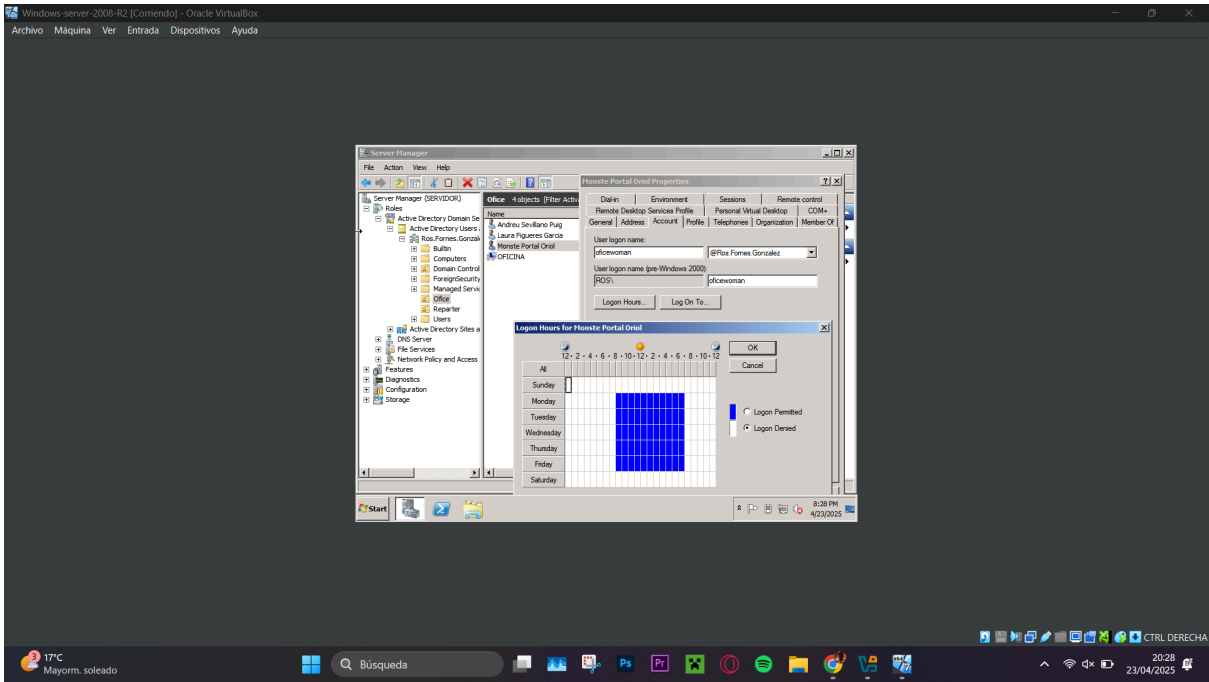 Windows-server-2008-R2 [Corriendo] - Oracle VirtualBox
Archivo Máquina Ver Entrada Dispositivos Ayuda
Server Manager
File Action View Help
Server Manager (SERVIDOR)
Roles
Active Directory Domain Se
Active Directory Users
Ros.Fornes.Gonzal
Builtin
Computers
Domain Control
ForeignSecurity
Managed Servic
Ofice
Reporter
Users
Active Directory Sites a
DNS Server
File Services
Network Policy and Access
Features
Diagnostics
Configuration
Storage
Ofice 4 objects [Filter Activ
Name
Andreu Sevillano Puig
Laura Figueres Garcia
Monste Portal Oriol
OFICINA
Monste Portal Oriol Properties
Dial-in Environment Sessions Remote control
Remote Desktop Services Profile Personal Virtual Desktop COM+
General Address Account Profile Telephones Organization Member Of
User logon name:
oficewoman @Ros.Fornes.Gonzalez
User logon name (pre-Windows 2000):
ROS\ oficewoman
Logon Hours... Log On To...
Logon Hours for Monste Portal Oriol
12 · 2 · 4 · 6 · 8 · 10 · 12 · 2 · 4 · 6 · 8 · 10 · 12
All
Sunday
Monday
Tuesday
Wednesday
Thursday
Friday
Saturday
OK
Cancel
Logon Permitted
Logon Denied
Start
8:28 PM
4/23/2025
CTRL DERECHA
3
17°C
Mayorm. soleado
Búsqueda
Ps
Pr
20:28
23/04/2025